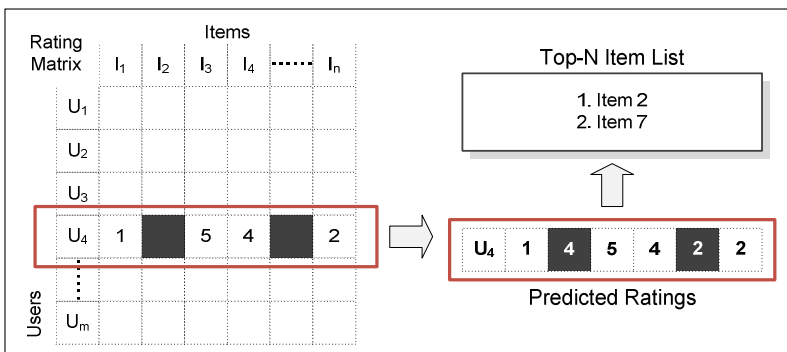 Items
Rating
Matrix
I1 I2 I3 I4 In
U1
U2
U3
U4 1 5 4 2
Um
Users
Top-N Item List
1. Item 2
2. Item 7
U4 1 4 5 4 2 2
Predicted Ratings